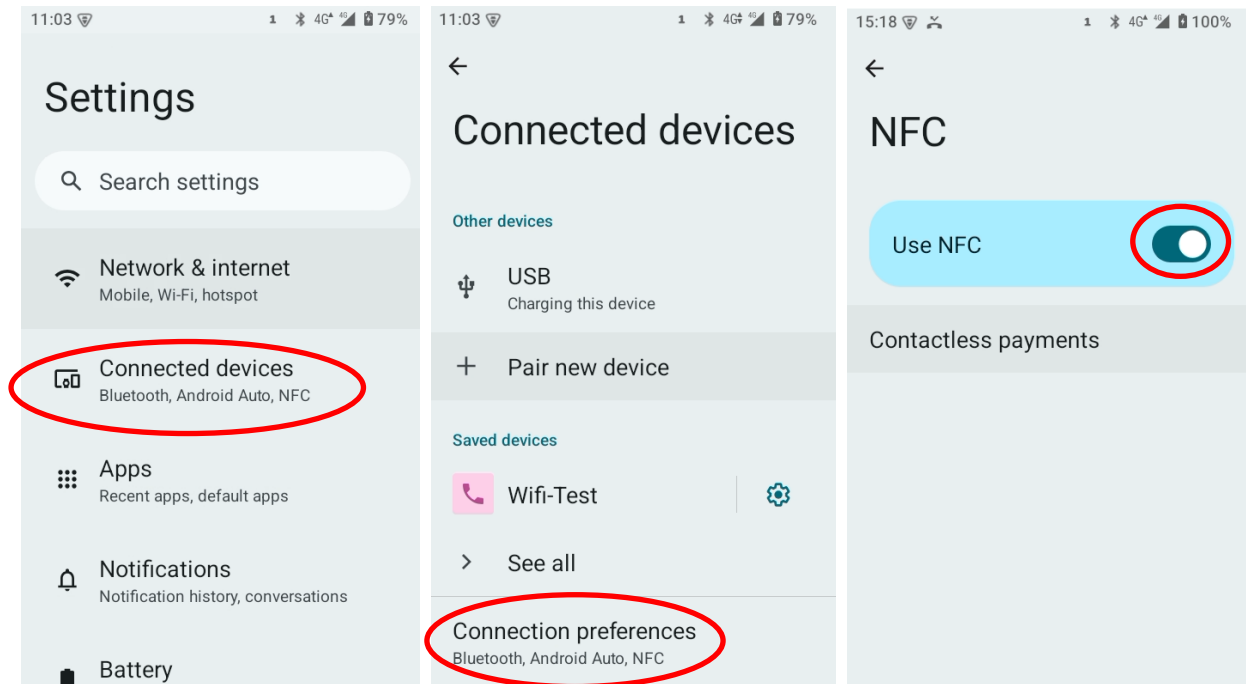 11:03 1 4G 4G 79%
Settings
Search settings
Network & internet
Mobile, Wi-Fi, hotspot
Connected devices
Bluetooth, Android Auto, NFC
Apps
Recent apps, default apps
Notifications
Notification history, conversations
Battery
11:03 1 4G 4G 79%
Connected devices
Other devices
USB
Charging this device
Pair new device
Saved devices
Wifi-Test
See all
Connection preferences
Bluetooth, Android Auto, NFC
15:18 1 4G 4G 100%
NFC
Use NFC
Contactless payments